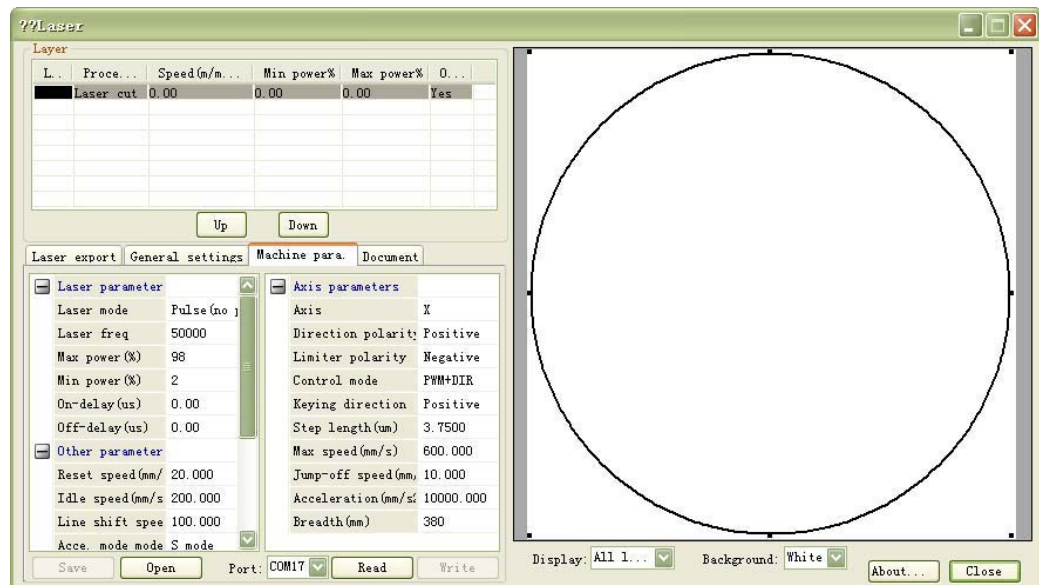 ??Laser
Layer
L.. Proce... Speed(m/m... Min power% Max power% O...
Laser cut 0.00 0.00 0.00 Yes
Up Down
Laser export General settings Machine para. Document
Laser parameter
Laser mode Pulse(no
Laser freq 50000
Max power(%) 98
Min power(%) 2
On-delay(us) 0.00
Off-delay(us) 0.00
Other parameter
Reset speed(mm/ 20.000
Idle speed(mm/s 200.000
Line shift spee 100.000
Acce. mode mode S mode
Axis parameters
Axis X
Direction polarity Positive
Limiter polarity Negative
Control mode PWM+DIR
Keying direction Positive
Step length(um) 3.7500
Max speed(mm/s) 600.000
Jump-off speed(mm, 10.000
Acceleration(mm/s2 10000.000
Breadth(mm) 380
Save Open Port: COM17 Read Write
Display: All l... Background: White
About... Close